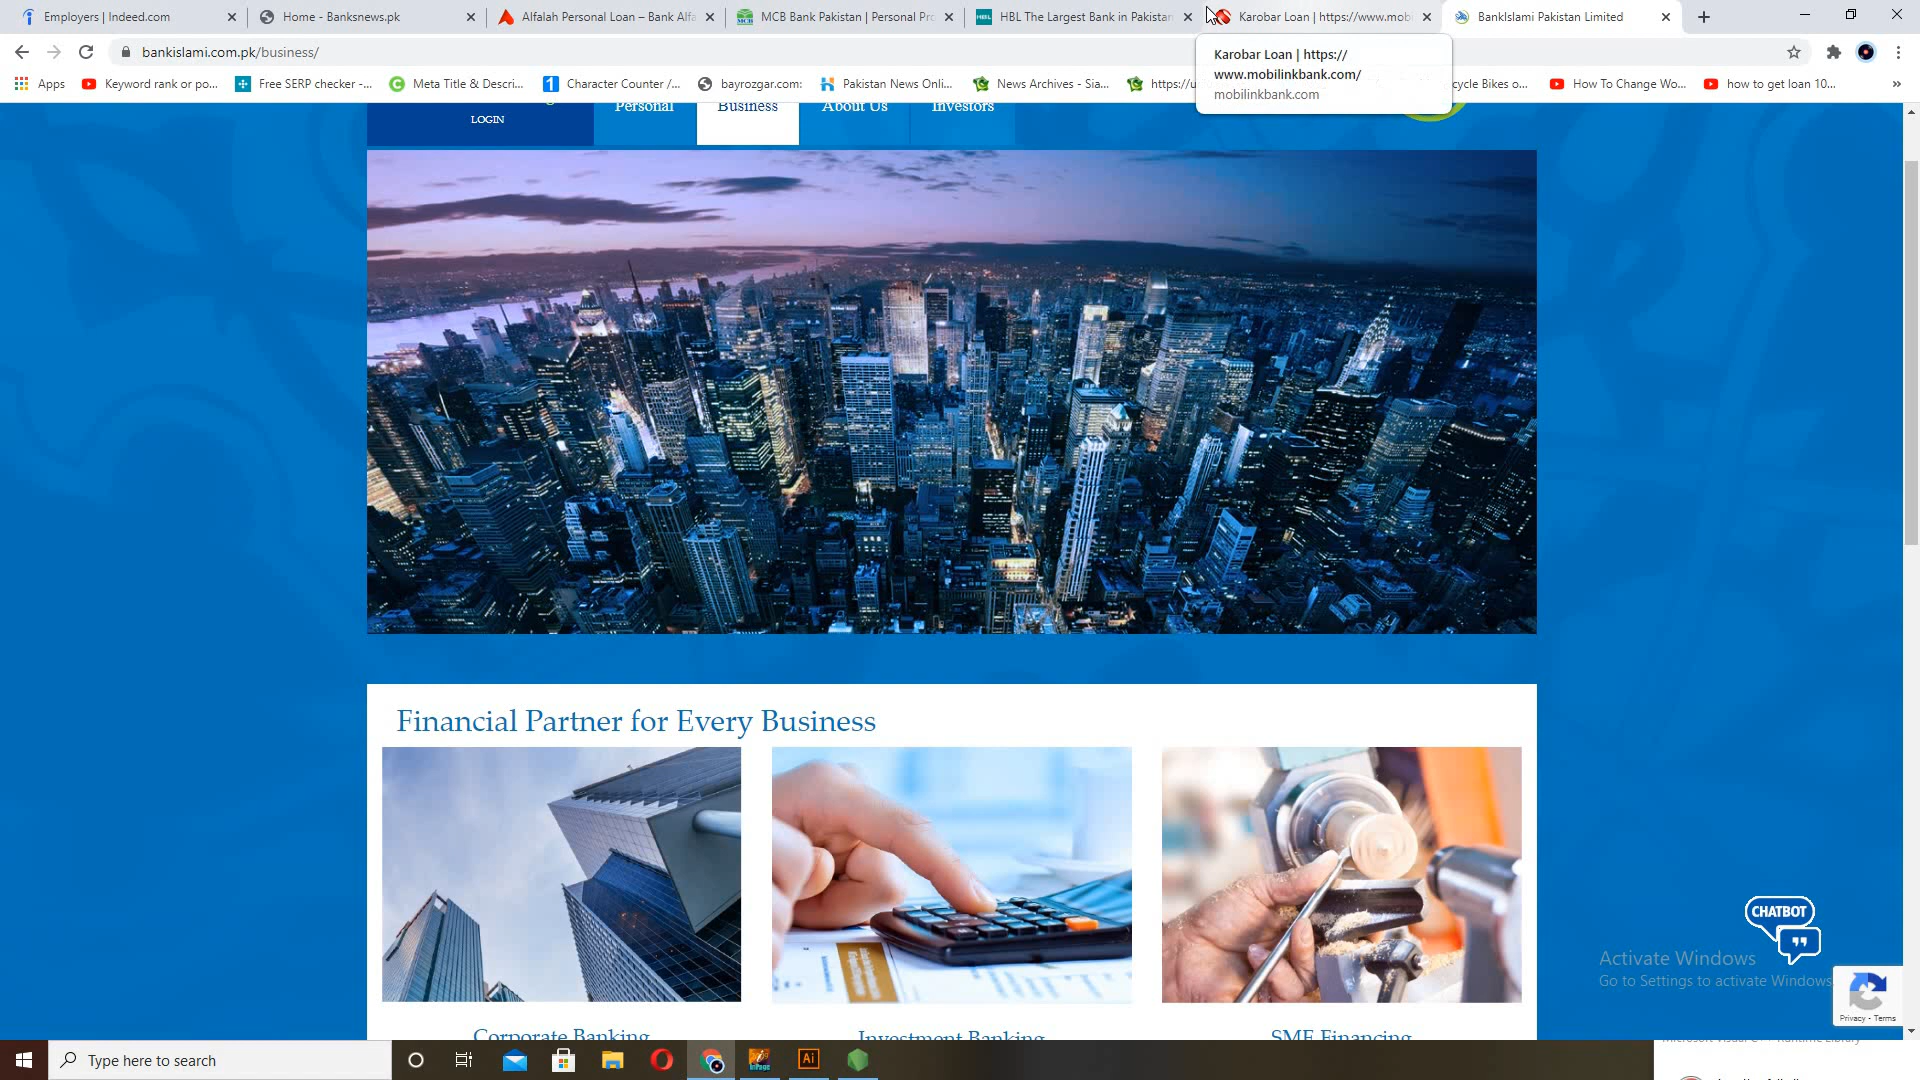 Employers | Indeed.com
Home - Banksnews.pk
Alfalah Personal Loan – Bank Alfa
MCB Bank Pakistan | Personal Pro
HBL The Largest Bank in Pakistan
Karobar Loan | https://www.mobi
BankIslami Pakistan Limited
bankislami.com.pk/business/
Apps
Keyword rank or po...
Free SERP checker -...
Meta Title & Descri...
Character Counter /...
bayrozgar.com:
Pakistan News Onli...
News Archives - Sia...
https://u
cycle Bikes o...
How To Change Wo...
how to get loan 10...
»
Karobar Loan | https://
www.mobilinkbank.com/
mobilinkbank.com
LOGIN
Personal
Business
About Us
Investors
Financial Partner for Every Business
Corporate Banking
Investment Banking
SME Financing
CHATBOT
Activate Windows
Go to Settings to activate Windows
Privacy - Terms
Type here to search
Ai